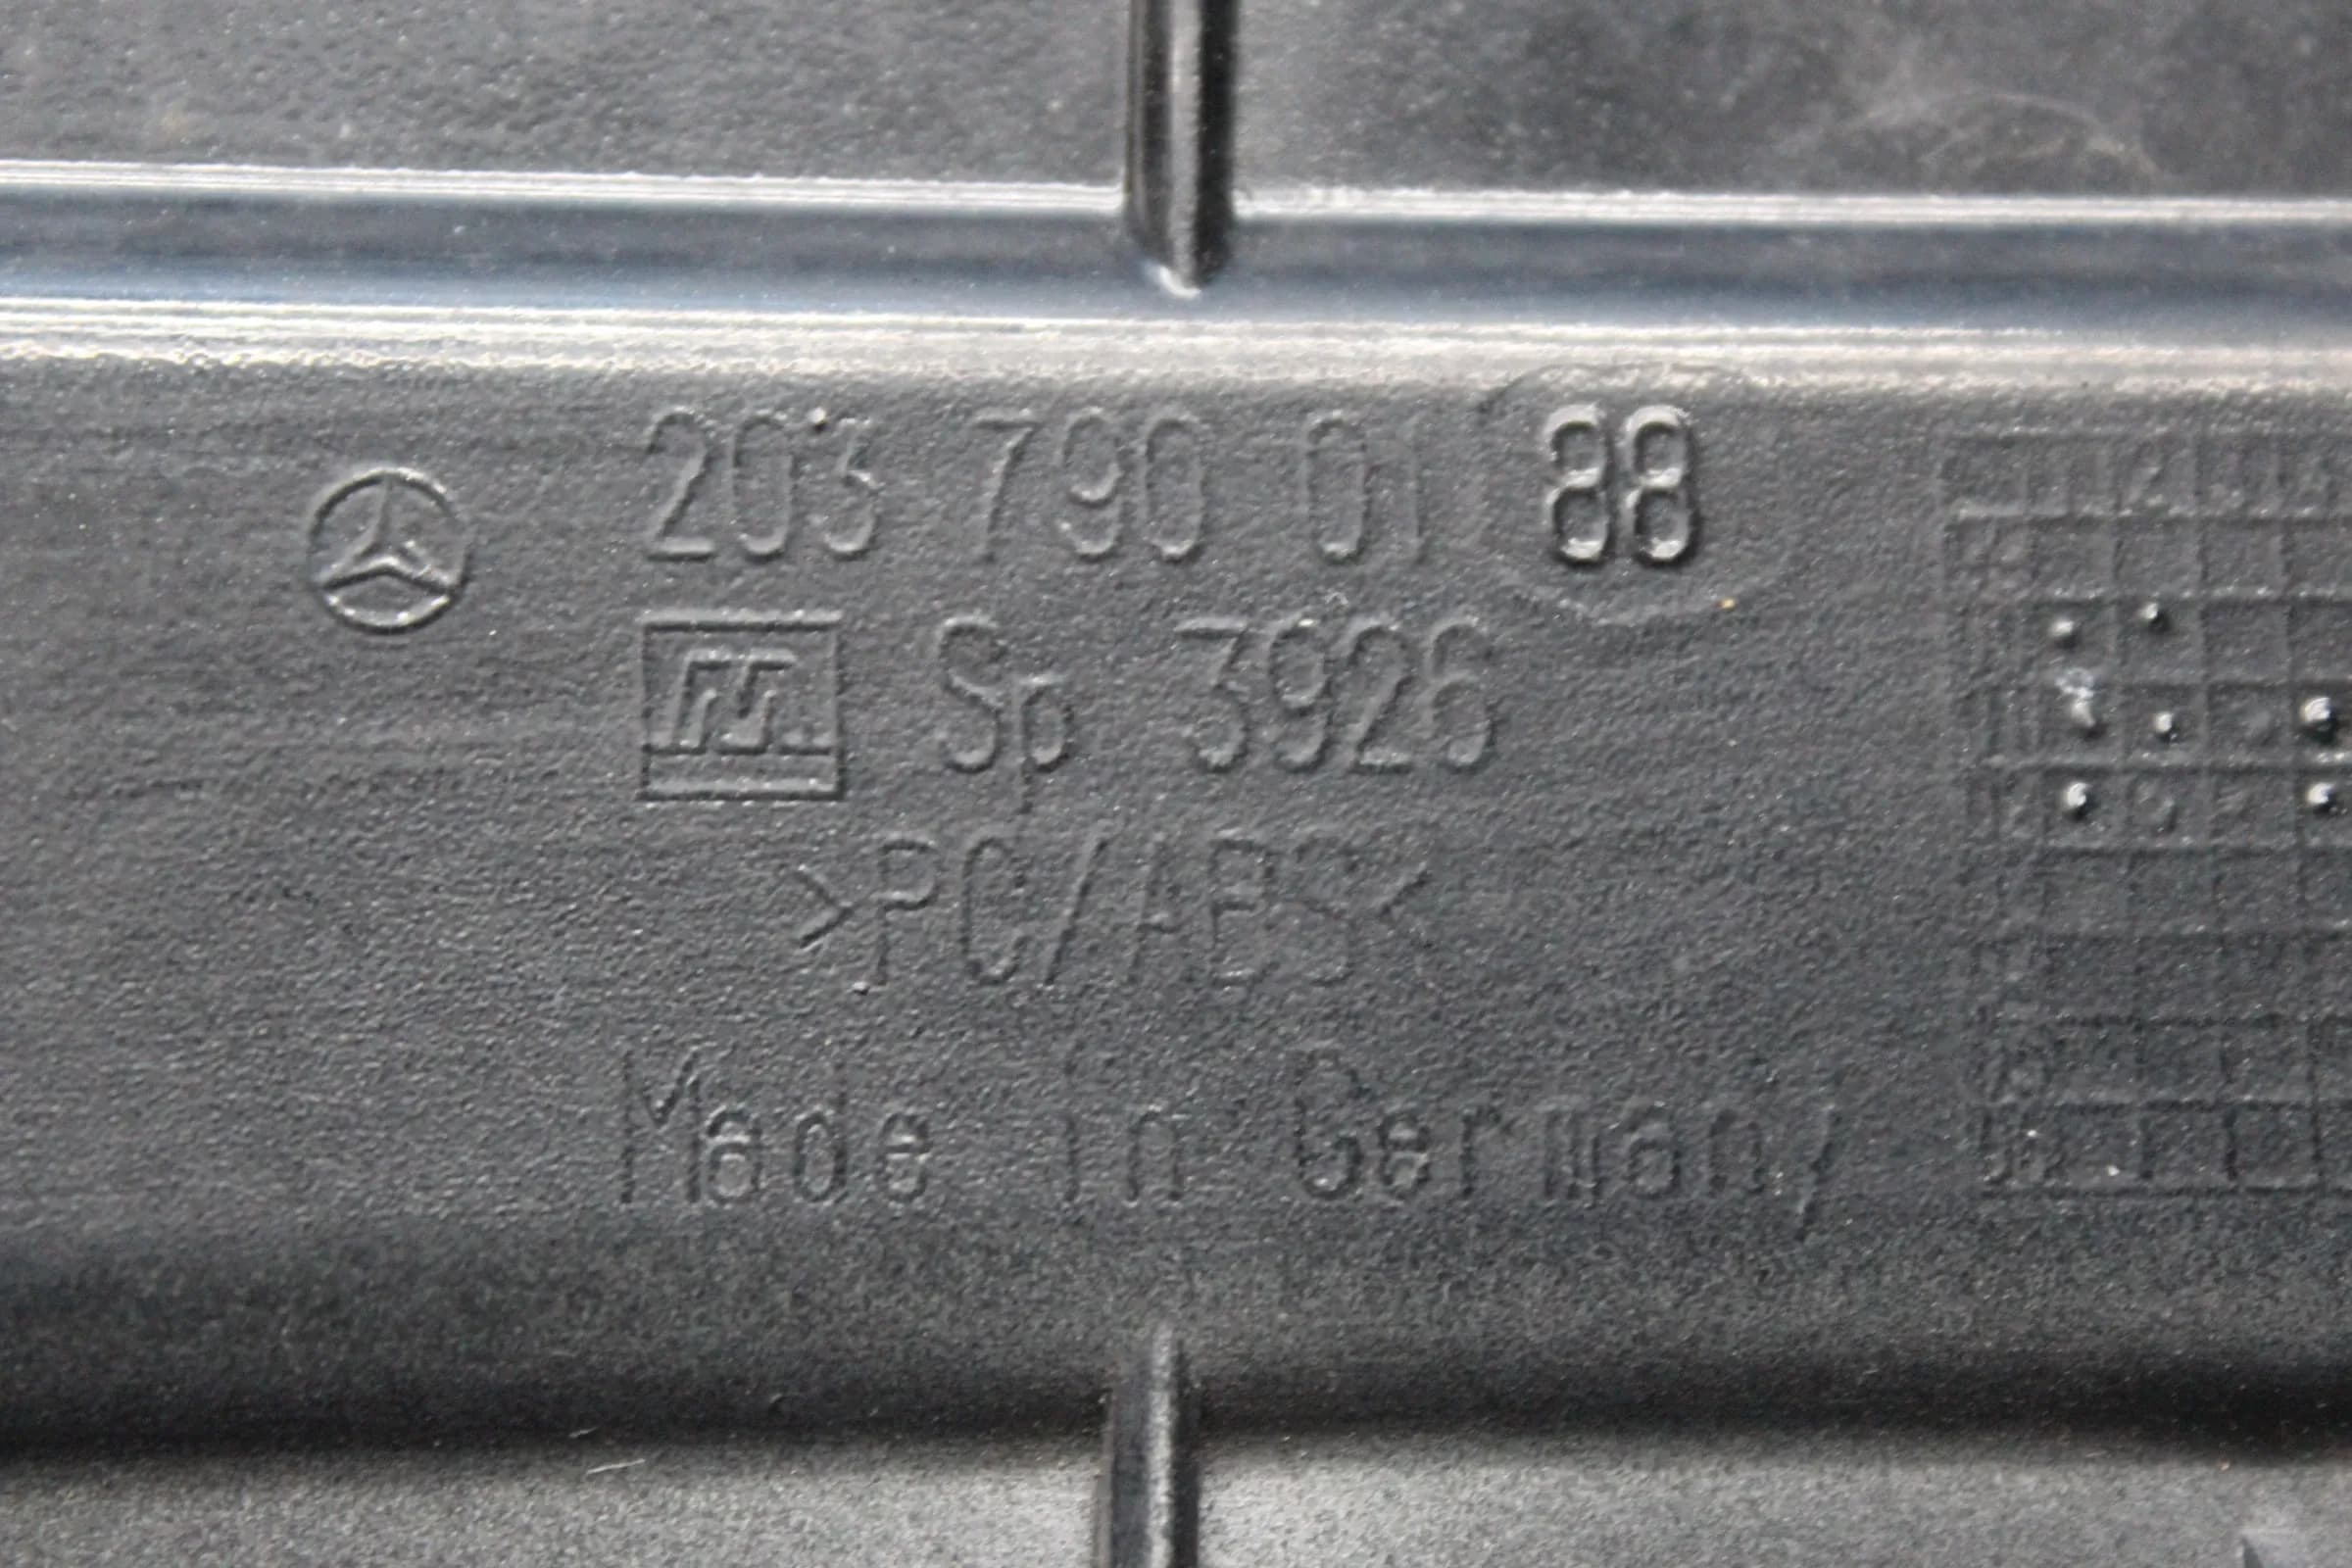 203 790 01 88
Sp 3926
>PC/ABS<
Made in Germany